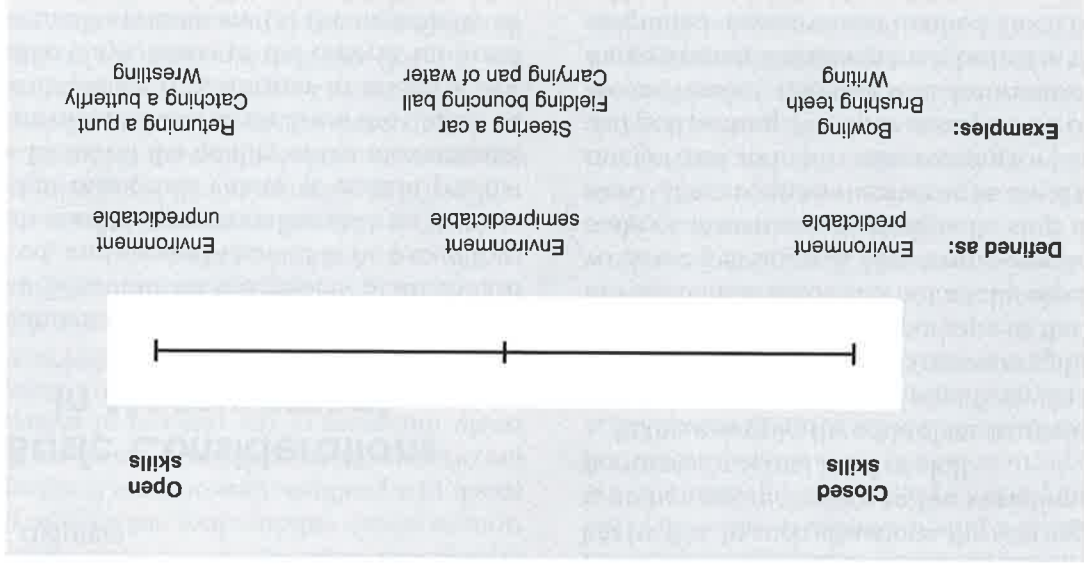 Closed Open
skills skills
Defined as: Environment Environment Environment
predictable semipredictable unpredictable
Examples: Bowling Steering a car Returning a punt
Brushing teeth Fielding bouncing ball Catching a butterfly
Writing Carrying pan of water Wrestling